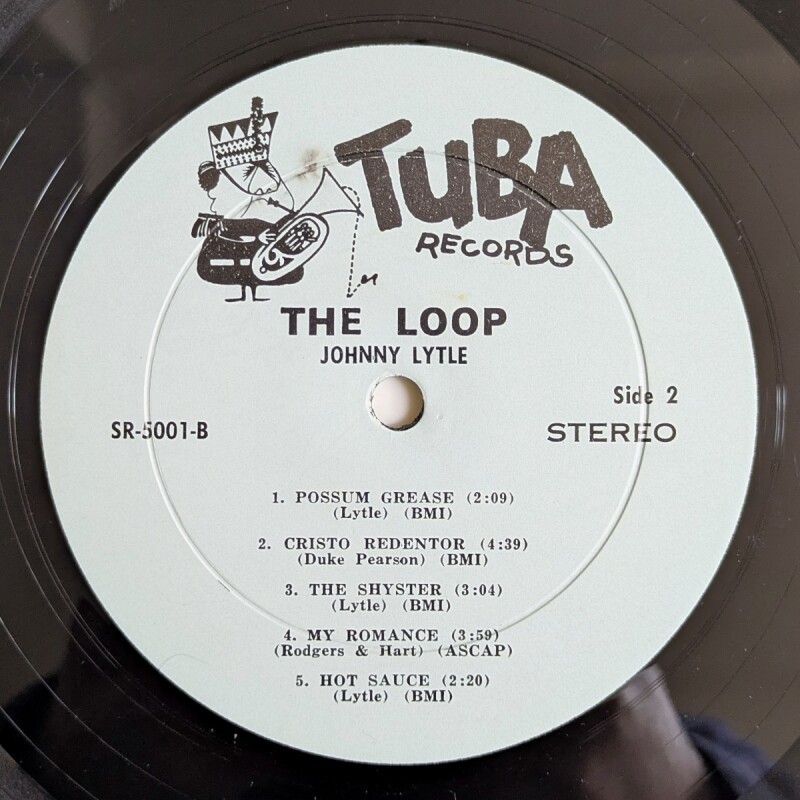 TUBA
RECORDS
THE LOOP
JOHNNY LYTLE
Side 2
SR-5001-B
STEREO
1. POSSUM GREASE (2:09)
(Lytle) (BMI)
2. CRISTO REDENTOR (4:39)
(Duke Pearson) (BMI)
3. THE SHYSTER (3:04)
(Lytle) (BMI)
4. MY ROMANCE (3:59)
(Rodgers & Hart) (ASCAP)
5. HOT SAUCE (2:20)
(Lytle) (BMI)